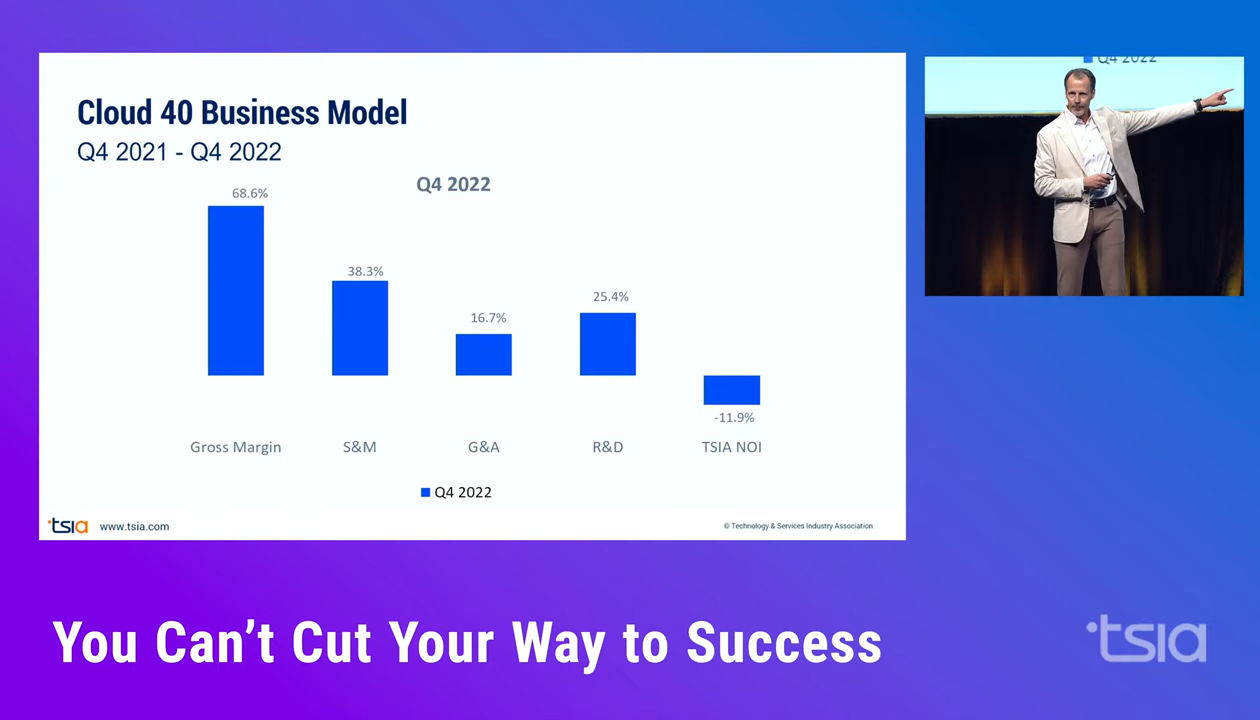 Cloud 40 Business Model
Q4 2021 - Q4 2022
Q4 2022
68.6%
38.3%
16.7%
25.4%
-11.9%
Gross Margin
S&M
G&A
R&D
TSIA NOI
Q4 2022
tsia
www.tsia.com
© Technology & Services Industry Association
Q4 2022
You Can’t Cut Your Way to Success
tsia